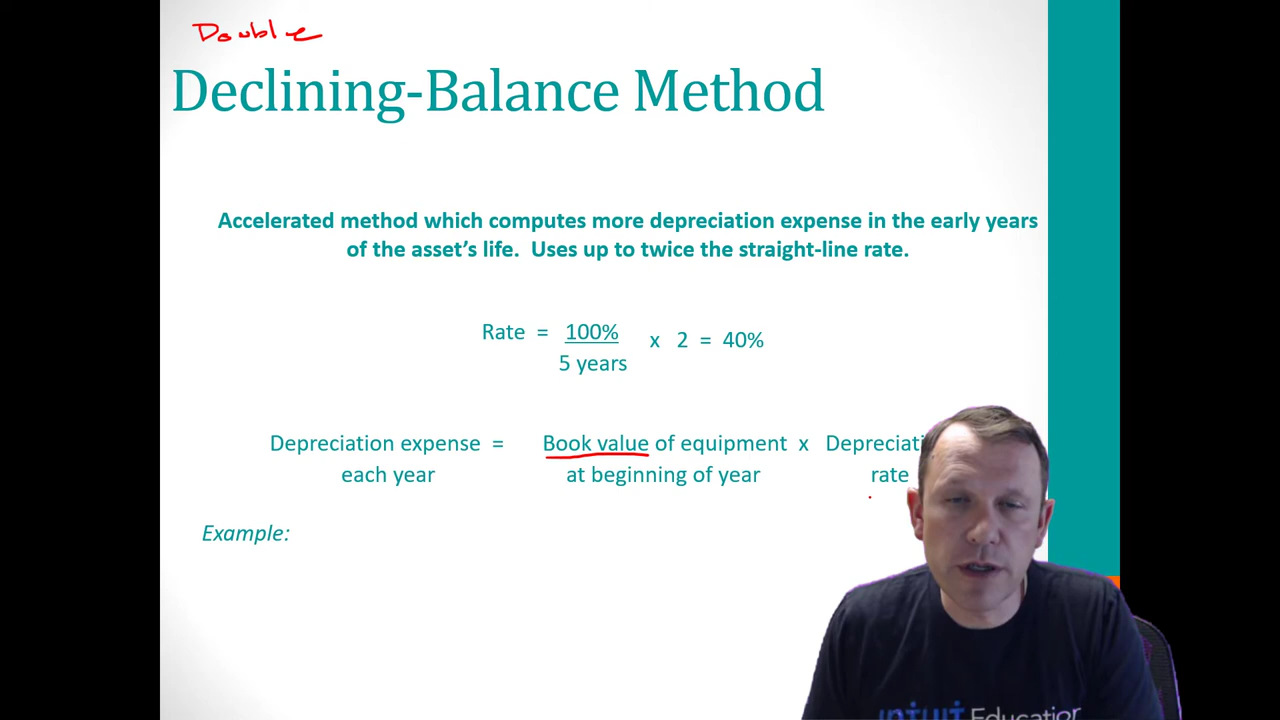 Double
Declining-Balance Method
Accelerated method which computes more depreciation expense in the early years
of the asset's life. Uses up to twice the straight-line rate.
Rate = 100% x 2 = 40%
5 years
Depreciation expense = Book value of equipment x
each year at beginning of year rate
Example:
Intuit Education